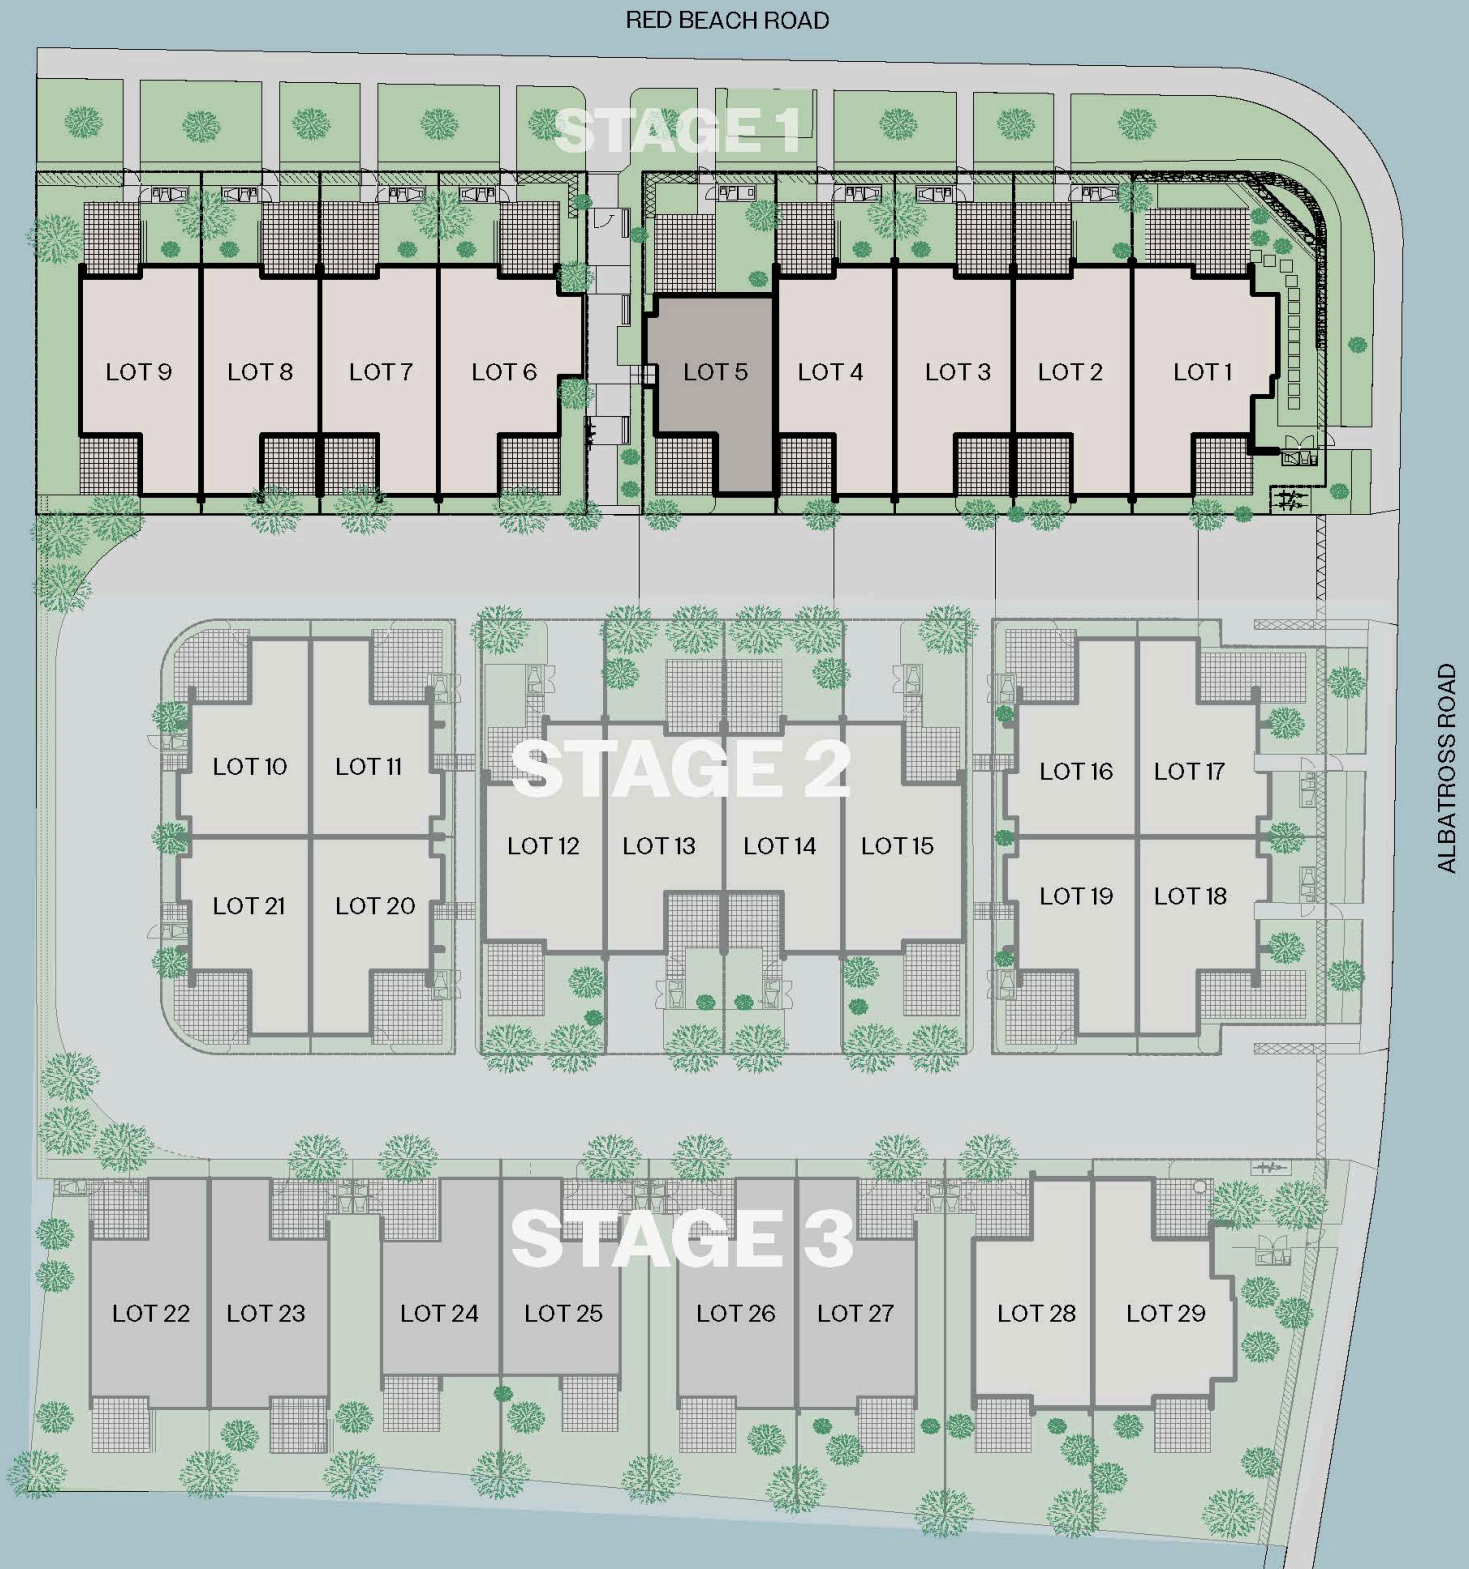 RED BEACH ROAD
STAGE 1
LOT 9
LOT 8
LOT 7
LOT 6
LOT 5
LOT 4
LOT 3
LOT 2
LOT 1
ALBATROSS ROAD
STAGE 2
LOT 10
LOT 11
LOT 16
LOT 17
LOT 12
LOT 13
LOT 14
LOT 15
LOT 21
LOT 20
LOT 19
LOT 18
STAGE 3
LOT 22
LOT 23
LOT 24
LOT 25
LOT 26
LOT 27
LOT 28
LOT 29